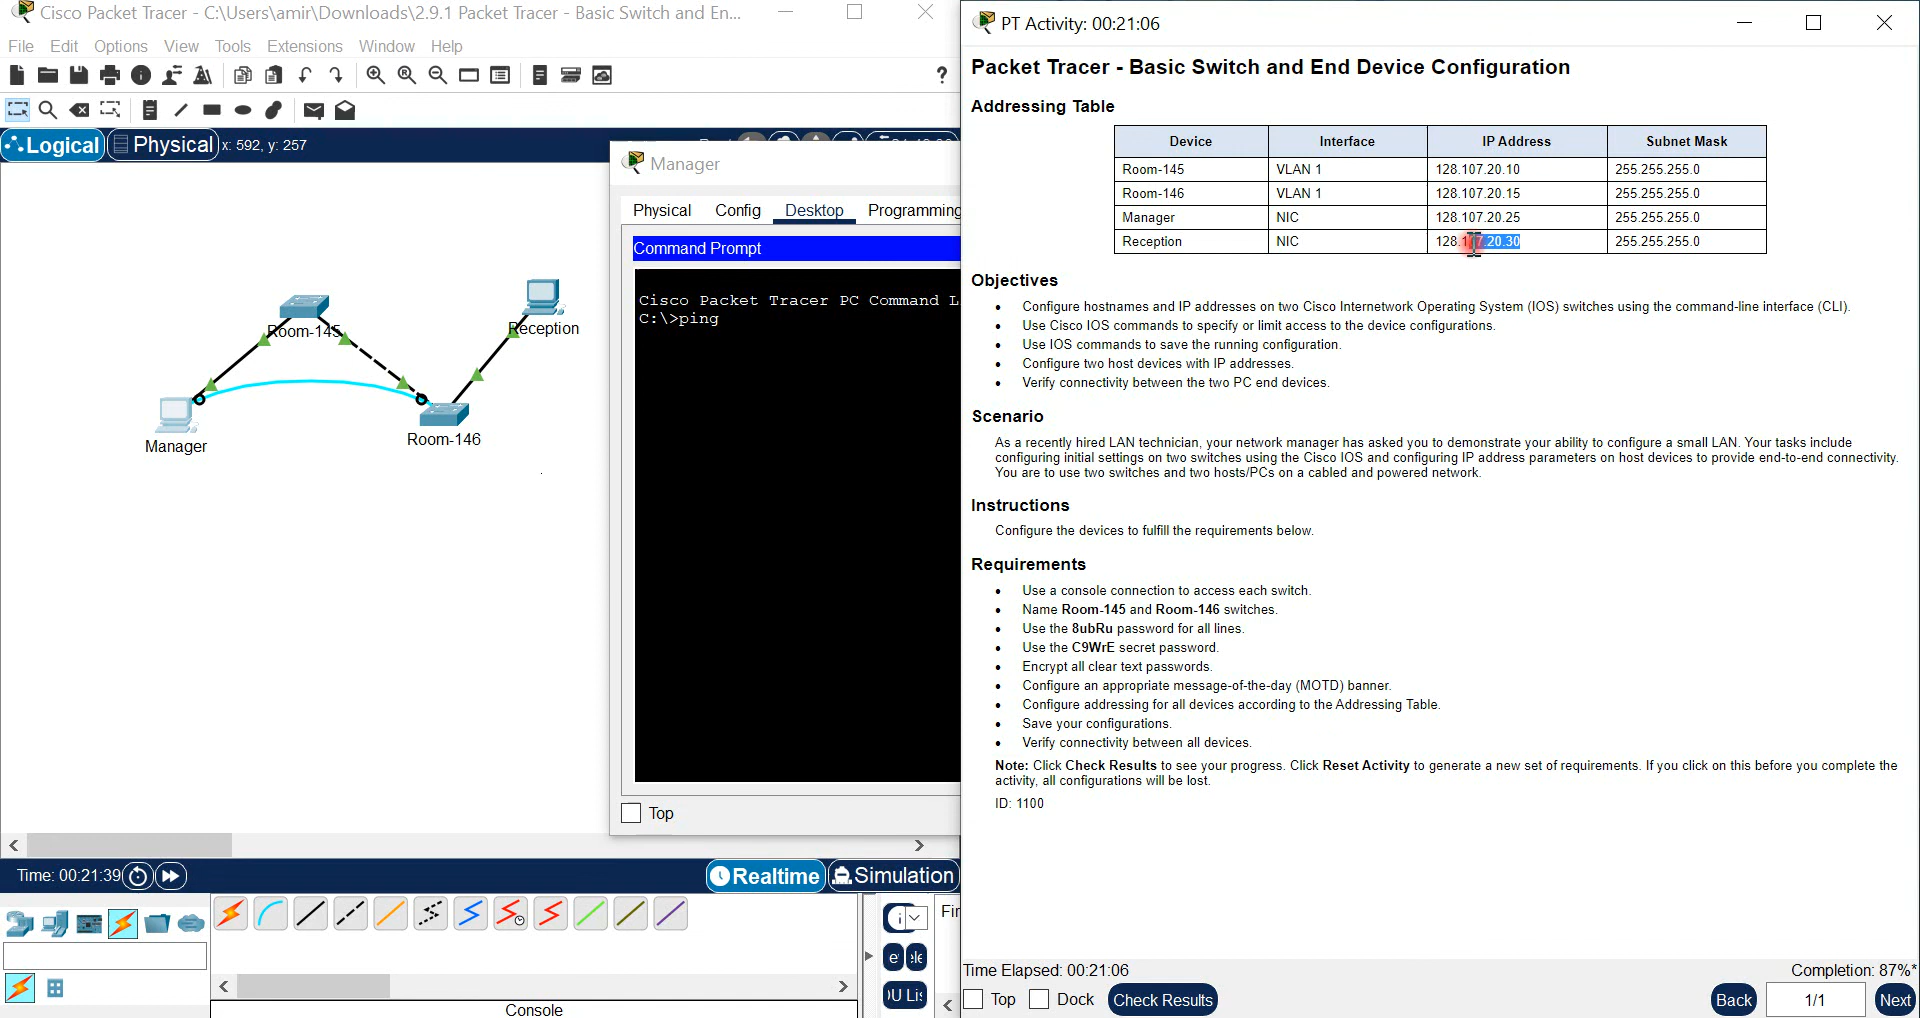 Cisco Packet Tracer - C:\Users\amir\Downloads\2.9.1 Packet Tracer - Basic Switch and En...
File Edit Options View Tools Extensions Window Help
Logical Physical x: 592, y: 257
Room-145
Reception
Manager
Room-146
Manager
Physical Config Desktop Programming
Command Prompt
Cisco Packet Tracer PC Command L
C:\>ping
Top
Time: 00:21:39
Realtime Simulation
Console
PT Activity: 00:21:06
Packet Tracer - Basic Switch and End Device Configuration
Addressing Table
Device Interface IP Address Subnet Mask
Room-145 VLAN 1 128.107.20.10 255.255.255.0
Room-146 VLAN 1 128.107.20.15 255.255.255.0
Manager NIC 128.107.20.25 255.255.255.0
Reception NIC 128.107.20.30 255.255.255.0
Objectives
• Configure hostnames and IP addresses on two Cisco Internetwork Operating System (IOS) switches using the command-line interface (CLI).
• Use Cisco IOS commands to specify or limit access to the device configurations.
• Use IOS commands to save the running configuration.
• Configure two host devices with IP addresses.
• Verify connectivity between the two PC end devices.
Scenario
As a recently hired LAN technician, your network manager has asked you to demonstrate your ability to configure a small LAN. Your tasks include
configuring initial settings on two switches using the Cisco IOS and configuring IP address parameters on host devices to provide end-to-end connectivity.
You are to use two switches and two hosts/PCs on a cabled and powered network.
Instructions
Configure the devices to fulfill the requirements below.
Requirements
• Use a console connection to access each switch.
• Name Room-145 and Room-146 switches.
• Use the 8ubRu password for all lines.
• Use the C9WrE secret password.
• Encrypt all clear text passwords.
• Configure an appropriate message-of-the-day (MOTD) banner.
• Configure addressing for all devices according to the Addressing Table.
• Save your configurations.
• Verify connectivity between all devices.
Note: Click Check Results to see your progress. Click Reset Activity to generate a new set of requirements. If you click on this before you complete the
activity, all configurations will be lost.
ID: 1100
Time Elapsed: 00:21:06 Completion: 87%*
Top Dock Check Results Back 1/1 Next